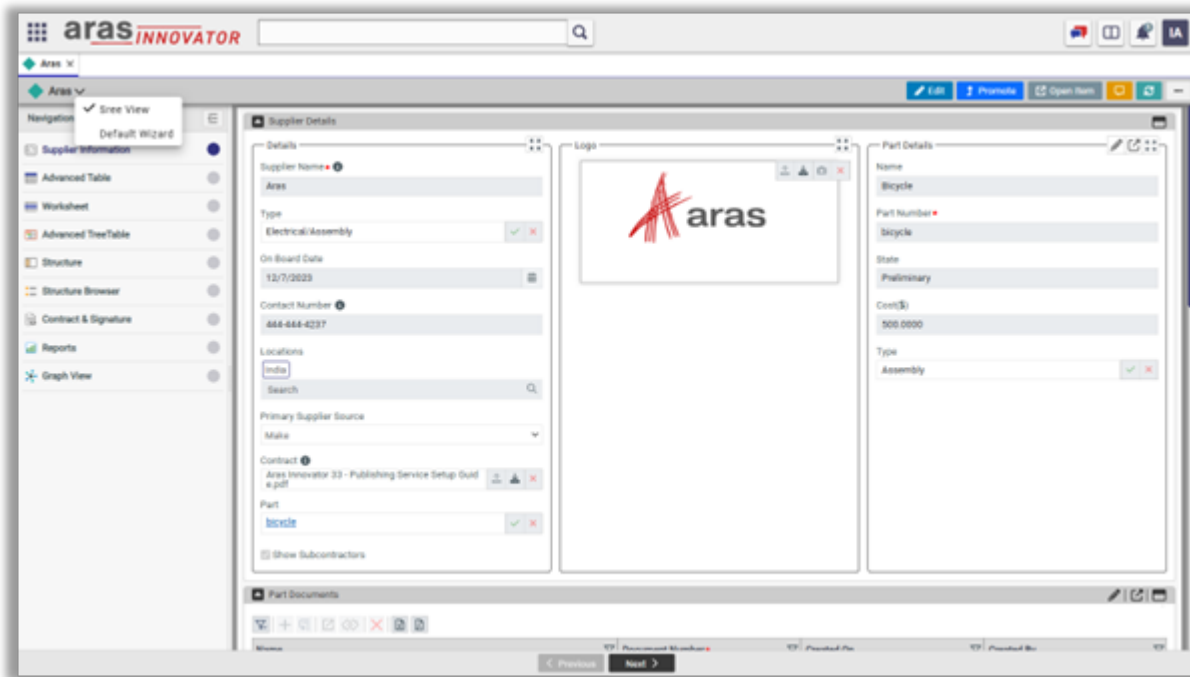 aras INNOVATOR
IA
Aras ×
Aras
Edit
Promote
Open Item
Sree View
Default Wizard
Navigation
Supplier Information
Advanced Table
Worksheet
Advanced TreeTable
Structure
Structure Browser
Contract & Signature
Reports
Graph View
Supplier Details
Details
Supplier Name
Aras
Type
Electrical/Assembly
On Board Date
12/7/2023
Contact Number
444-444-4237
Locations
India
Search
Primary Supplier Source
Make
Contract
Aras Innovator 33 - Publishing Service Setup Guid
e.pdf
Part
bicycle
Show Subcontractors
Logo
aras
Part Details
Name
Bicycle
Part Number
bicycle
State
Preliminary
Cost($)
500.0000
Type
Assembly
Part Documents
Name
Document Number
Created On
Created By
< Previous
Next >